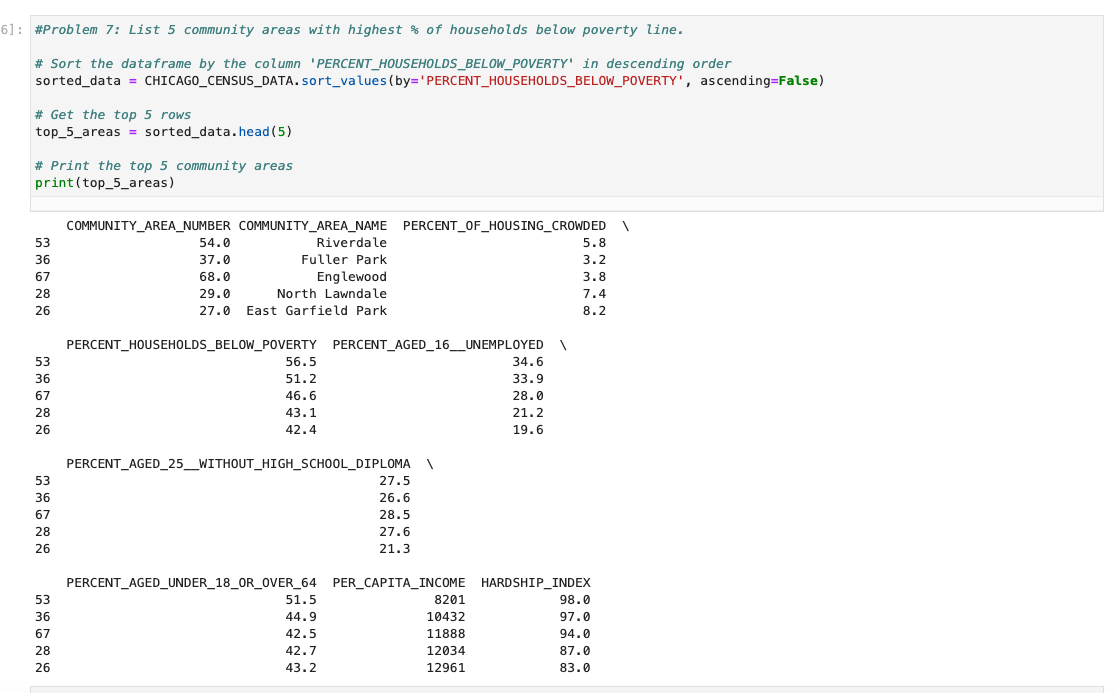 6]: #Problem 7: List 5 community areas with highest % of households below poverty line.
# Sort the dataframe by the column 'PERCENT_HOUSEHOLDS_BELOW_POVERTY' in descending order
sorted_data = CHICAGO_CENSUS_DATA.sort_values(by='PERCENT_HOUSEHOLDS_BELOW_POVERTY', ascending=False)
# Get the top 5 rows
top_5_areas = sorted_data.head(5)
# Print the top 5 community areas
print(top_5_areas)
COMMUNITY_AREA_NUMBER COMMUNITY_AREA_NAME PERCENT_OF_HOUSING_CROWDED \
53 54.0 Riverdale 5.8
36 37.0 Fuller Park 3.2
67 68.0 Englewood 3.8
28 29.0 North Lawndale 7.4
26 27.0 East Garfield Park 8.2
PERCENT_HOUSEHOLDS_BELOW_POVERTY PERCENT_AGED_16__UNEMPLOYED \
53 56.5 34.6
36 51.2 33.9
67 46.6 28.0
28 43.1 21.2
26 42.4 19.6
PERCENT_AGED_25__WITHOUT_HIGH_SCHOOL_DIPLOMA \
53 27.5
36 26.6
67 28.5
28 27.6
26 21.3
PERCENT_AGED_UNDER_18_OR_OVER_64 PER_CAPITA_INCOME HARDSHIP_INDEX
53 51.5 8201 98.0
36 44.9 10432 97.0
67 42.5 11888 94.0
28 42.7 12034 87.0
26 43.2 12961 83.0